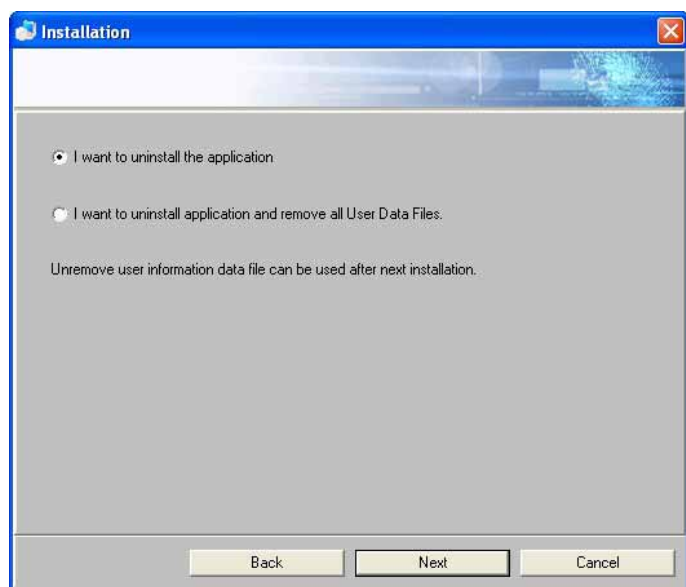 Installation
I want to uninstall the application
I want to uninstall application and remove all User Data Files.
Unremove user information data file can be used after next installation.
Back Next Cancel